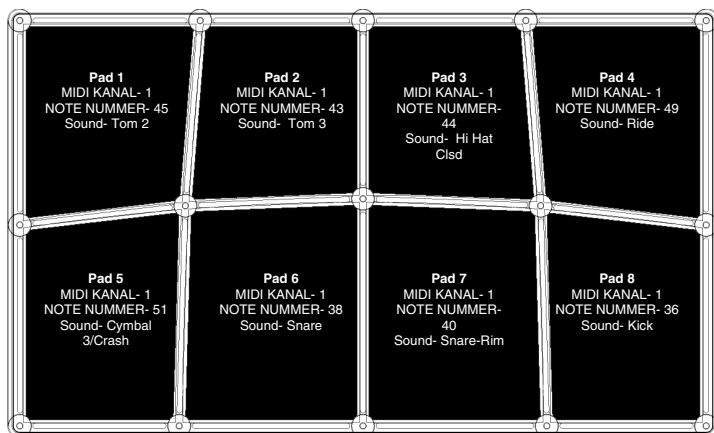 Pad 1
MIDI KANAL- 1
NOTE NUMMER- 45
Sound- Tom 2
Pad 2
MIDI KANAL- 1
NOTE NUMMER- 43
Sound-  Tom 3
Pad 3
MIDI KANAL- 1
NOTE NUMMER-
44
Sound-  Hi Hat
Clsd
Pad 4
MIDI KANAL- 1
NOTE NUMMER- 49
Sound- Ride
Pad 5
MIDI KANAL- 1
NOTE NUMMER- 51
Sound- Cymbal
3/Crash
Pad 6
MIDI KANAL- 1
NOTE NUMMER- 38
Sound- Snare
Pad 7
MIDI KANAL- 1
NOTE NUMMER-
40
Sound- Snare-Rim
Pad 8
MIDI KANAL- 1
NOTE NUMMER- 36
Sound- Kick